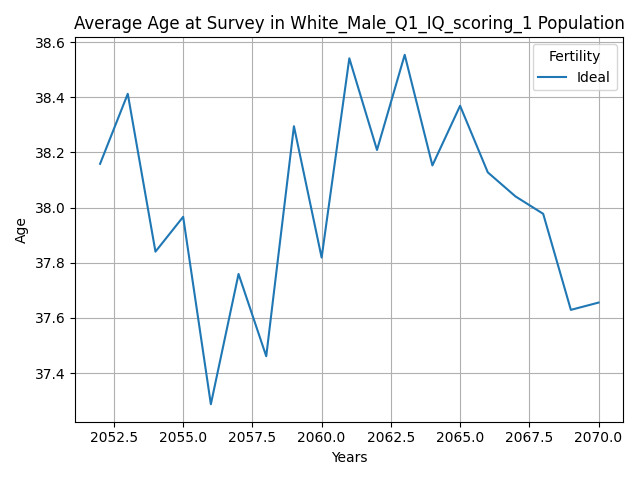 Average Age at Survey in White_Male_Q1_IQ_scoring_1 Population
Fertility
Ideal
38.6
38.4
38.2
38.0
37.8
37.6
37.4
Age
2052.5 2055.0 2057.5 2060.0 2062.5 2065.0 2067.5 2070.0
Years